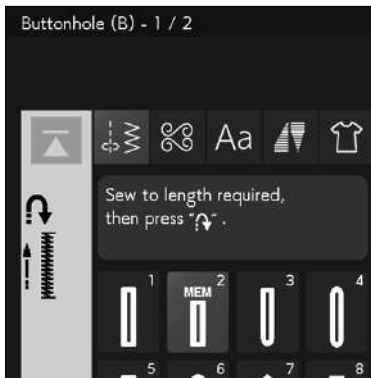 Buttonhole (B) - 1 / 2
Aa
Sew to length required,
then press " ".
1
MEM 2
3
4
5
6
7
8